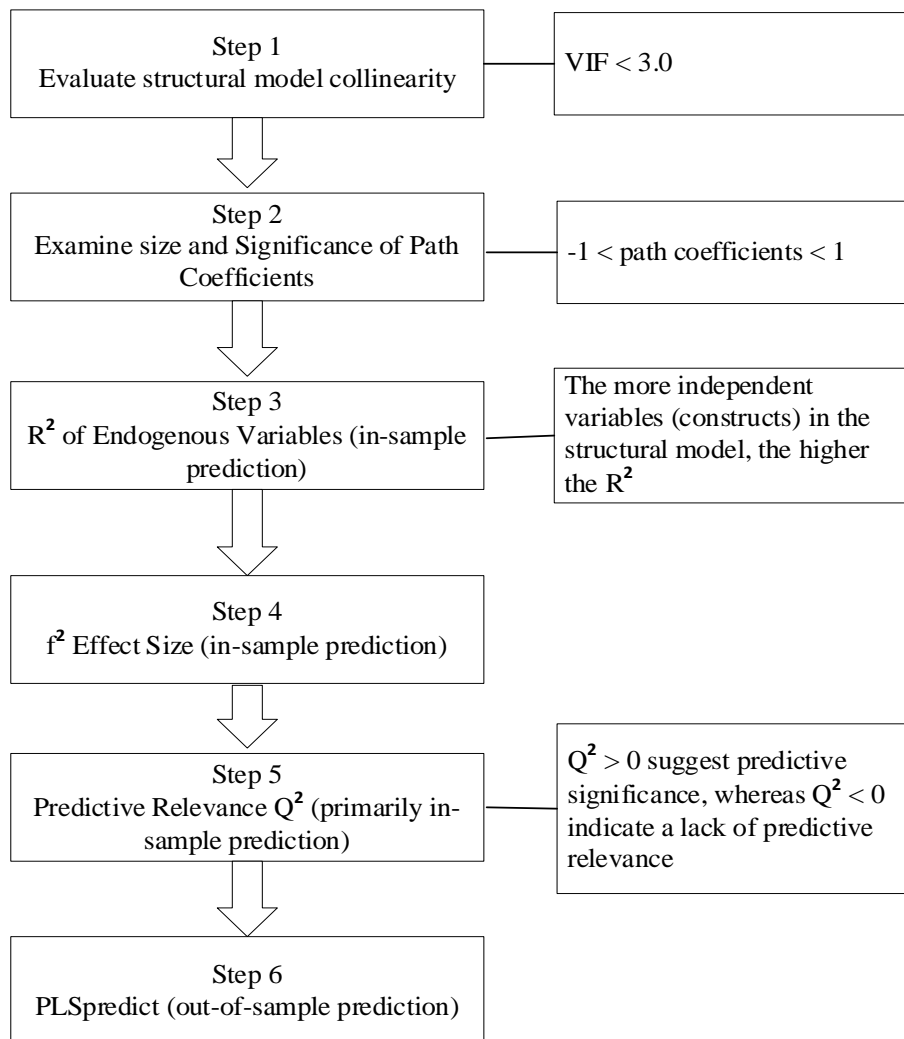 Step 1
Evaluate structural model collinearity
VIF < 3.0
Step 2
Examine size and Significance of Path
Coefficients
-1 < path coefficients < 1
Step 3
R² of Endogenous Variables (in-sample
prediction)
The more independent
variables (constructs) in the
structural model, the higher
the R²
Step 4
f² Effect Size (in-sample prediction)
Step 5
Predictive Relevance Q² (primarily in-
sample prediction)
Q² > 0 suggest predictive
significance, whereas Q² < 0
indicate a lack of predictive
relevance
Step 6
PLSpredict (out-of-sample prediction)